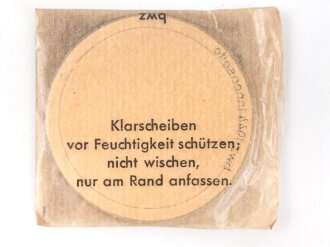 bwz
Klarscheiben
vor Feuchtigkeit schützen,
nicht wischen,
nur am Rand anfassen.